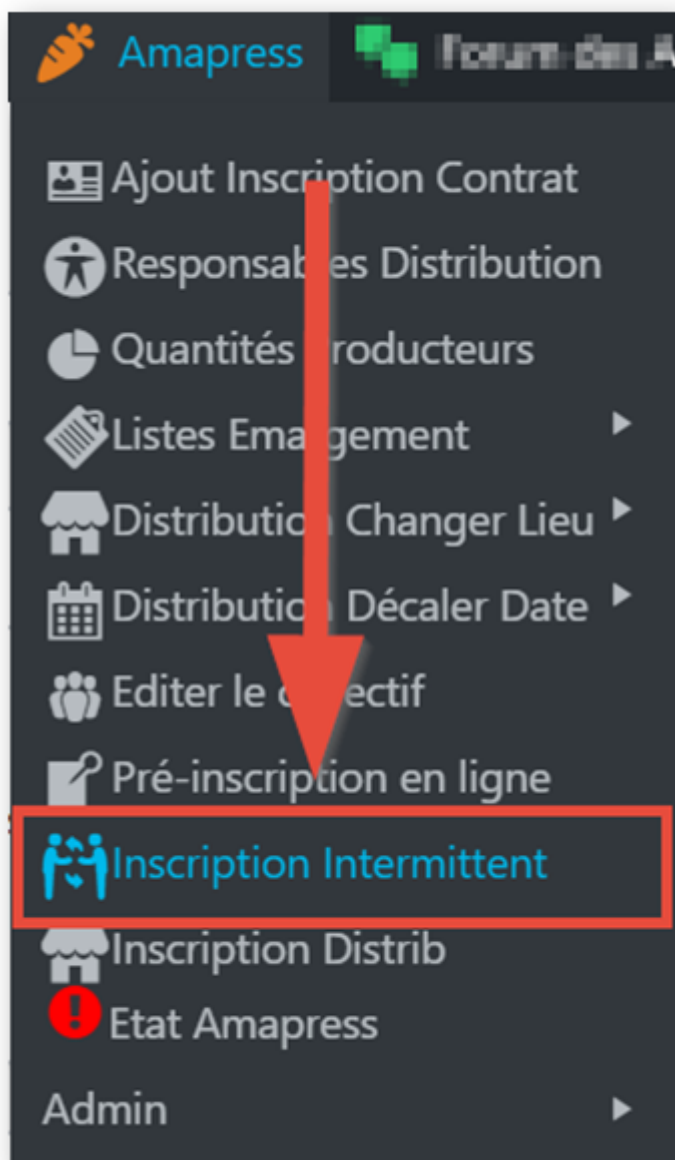 Amapress
Ajout Inscription Contrat
Responsables Distribution
Quantités Producteurs
Listes Emargement
Distribution Changer Lieu
Distribution Décaler Date
Editer le collectif
Pré-inscription en ligne
Inscription Intermittent
Inscription Distrib
Etat Amapress
Admin